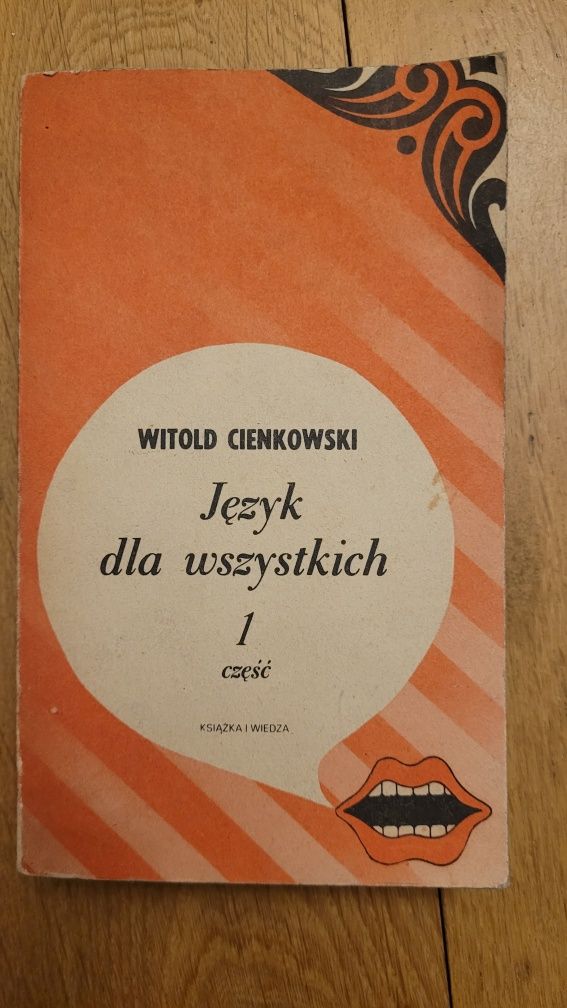 WITOLD CIENKOWSKI
Język
dla wszystkich
1
część
KSIĄŻKA I WIEDZA